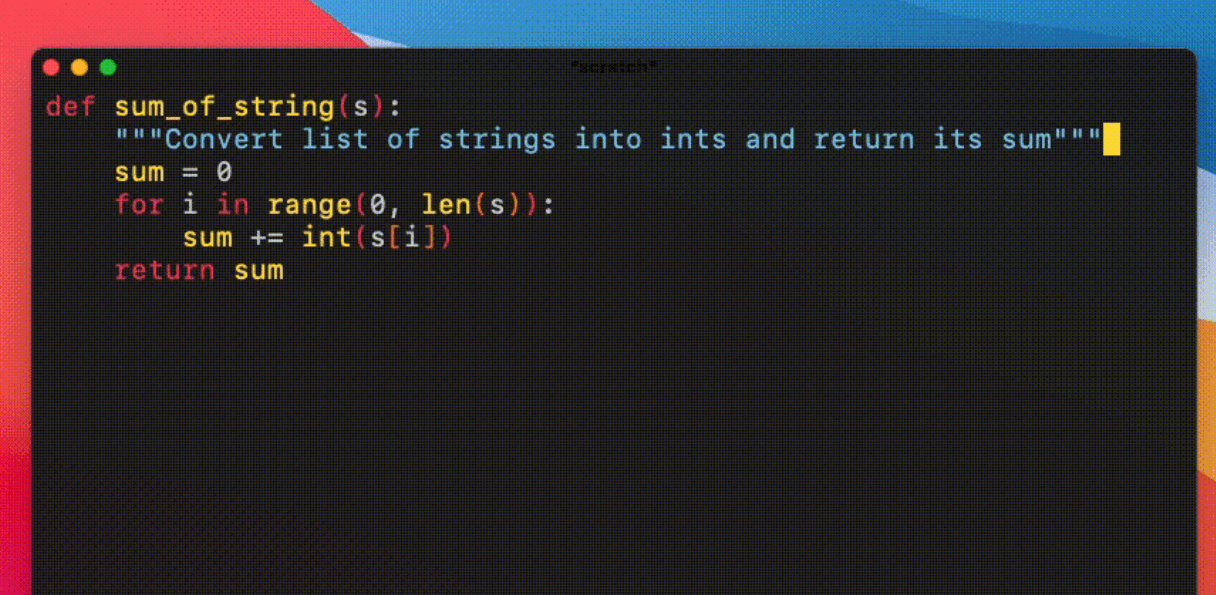 *scratch*
def sum_of_string(s):
    """Convert list of strings into ints and return its sum"""
    sum = 0
    for i in range(0, len(s)):
        sum += int(s[i])
    return sum